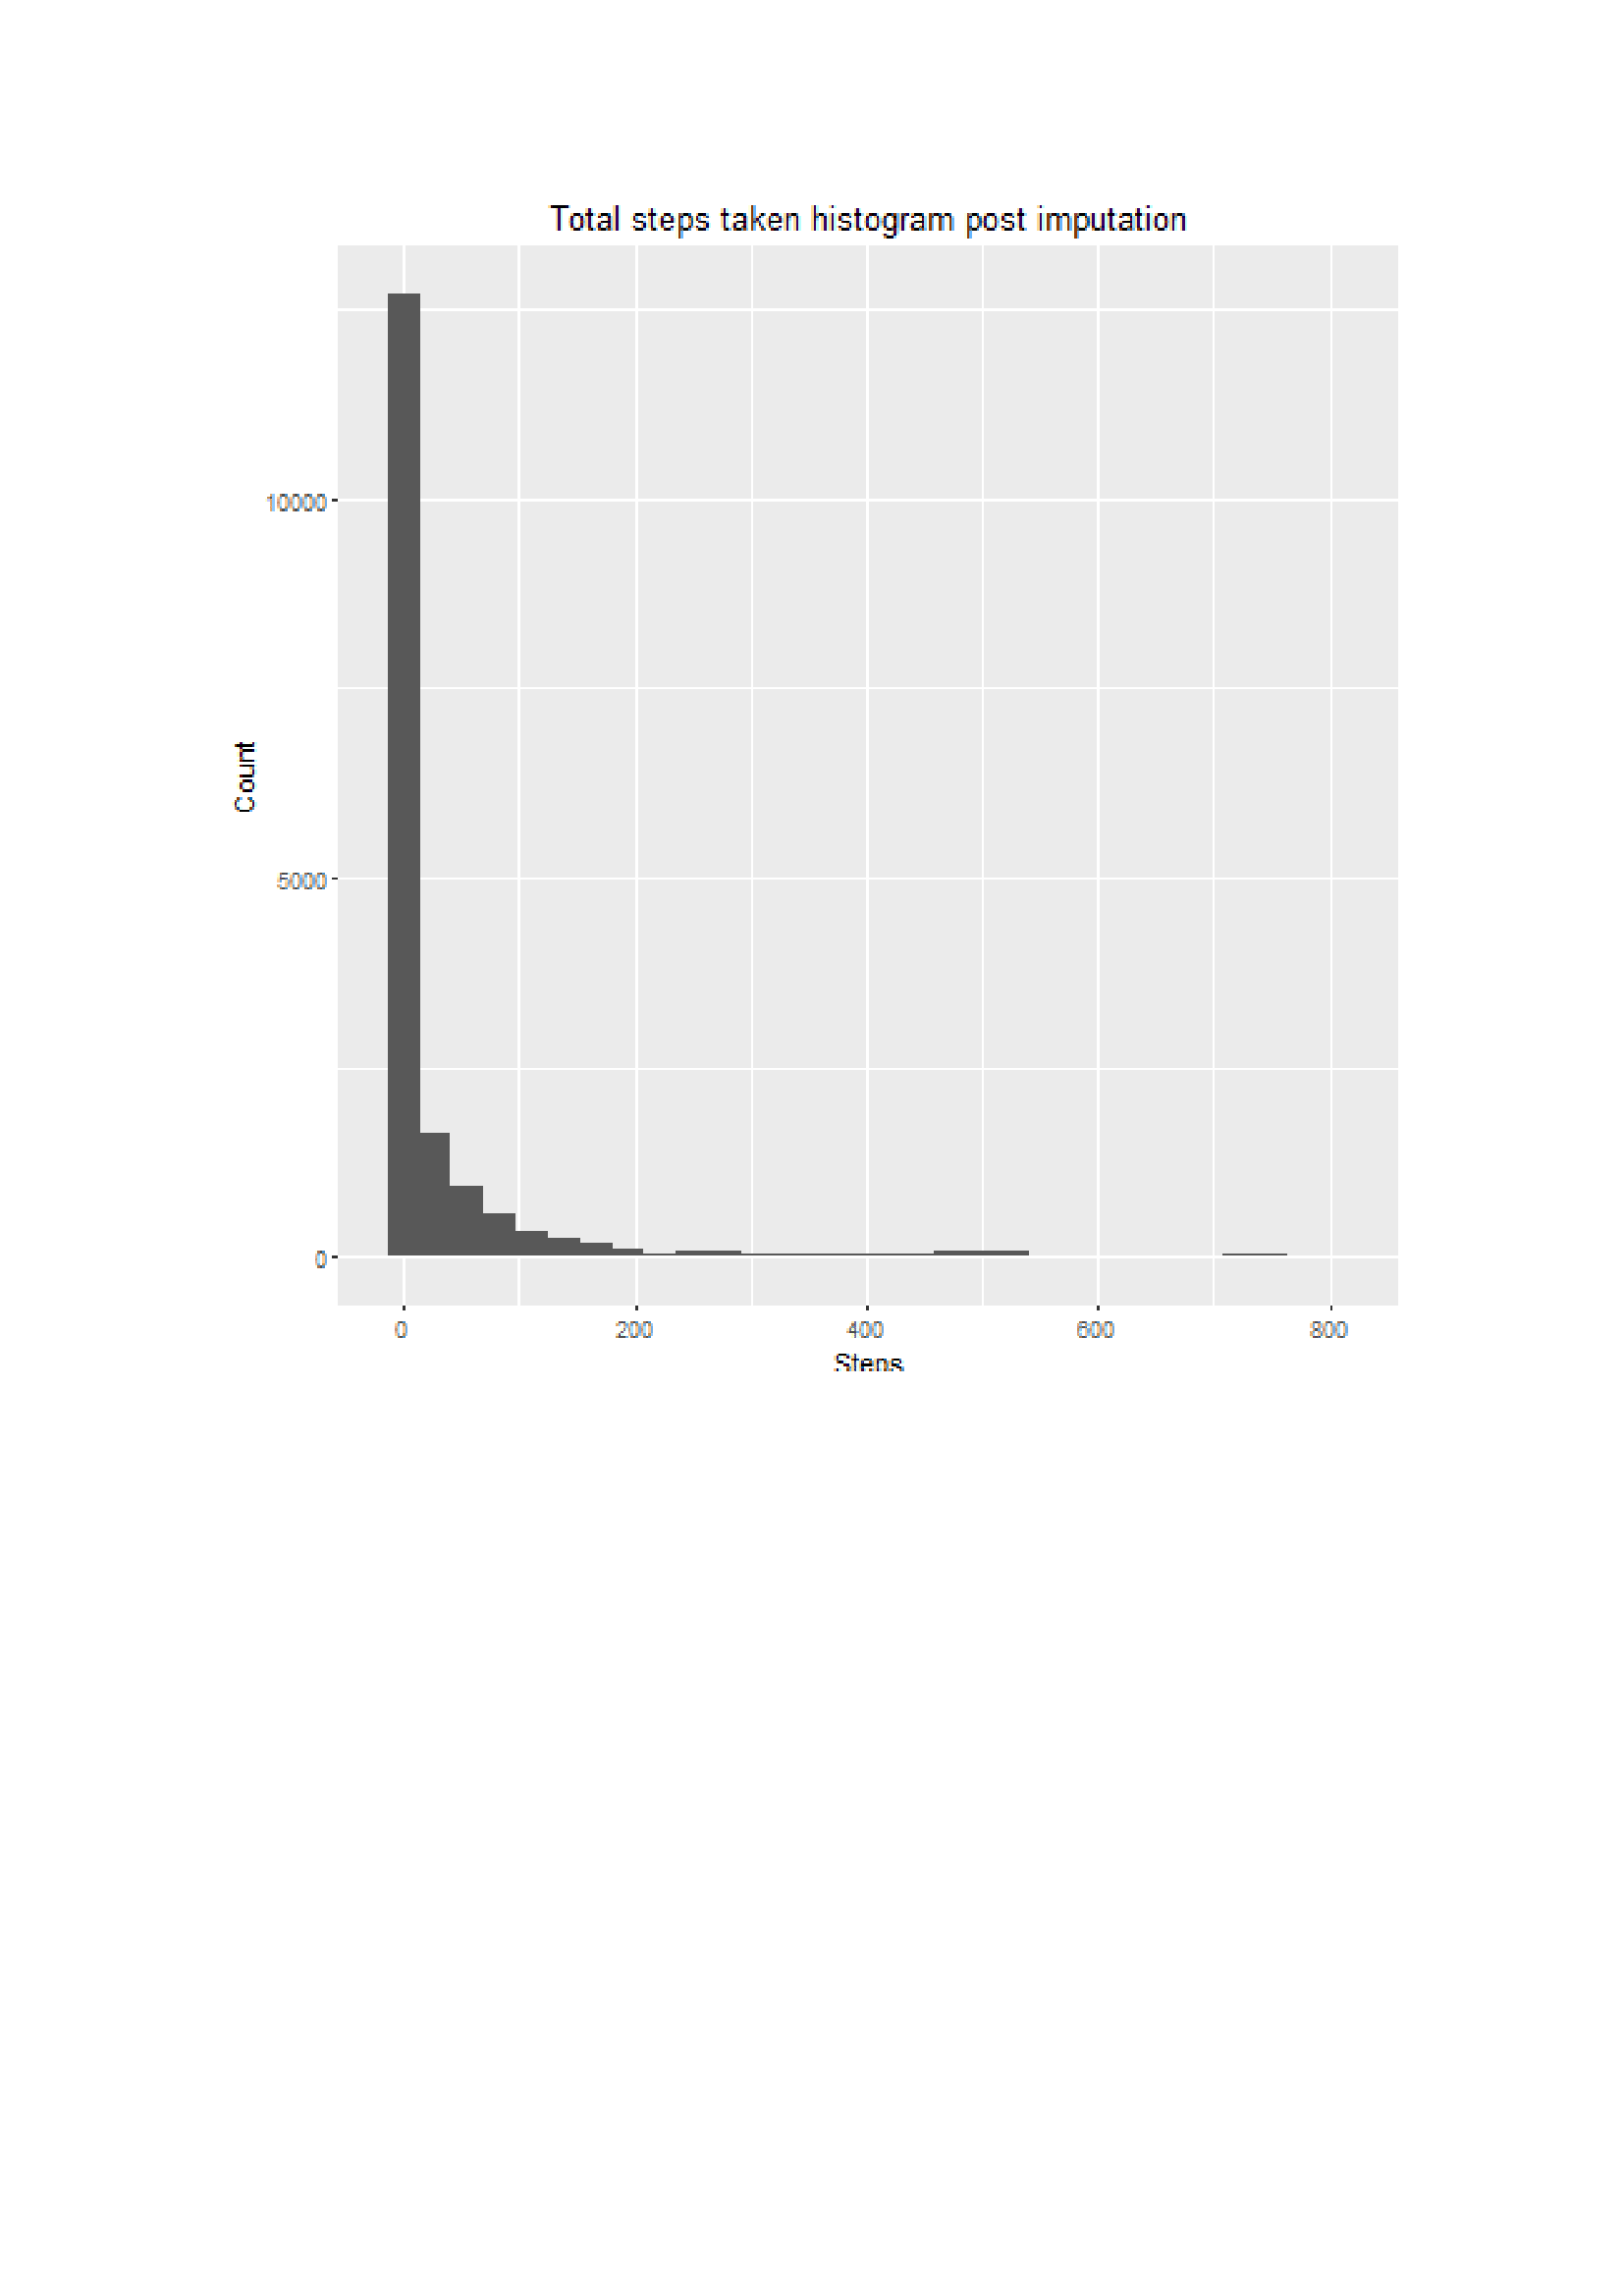 Total steps taken histogram post imputation
10000
5000
0
Count
0 200 400 600 800
Steps